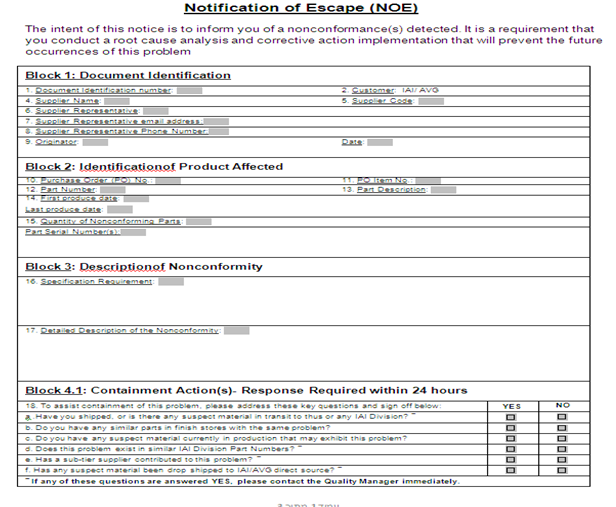 Notification of Escape (NOE)
The intent of this notice is to inform you of a nonconformance(s) detected. It is a requirement that
you conduct a root cause analysis and corrective action implementation that will prevent the future
occurrences of this problem
Block 1: Document Identification
1. Document Identification number:
2. Customer: IAI/ AVG
4. Supplier Name:
5. Supplier Code:
6. Supplier Representative:
7. Supplier Representative email address:
8. Supplier Representative Phone Number:
9. Originator:
Date:
Block 2: Identificationof Product Affected
10. Purchase Order (PO) No.:
11. PO Item No.:
12. Part Number:
13. Part Description:
14. First produce date:
Last produce date:
15. Quantity of Nonconforming Parts:
Part Serial Number(s):
Block 3: Descriptionof Nonconformity
16. Specification Requirement:
17. Detailed Description of the Nonconformity:
Block 4.1: Containment Action(s)- Response Required within 24 hours
18. To assist containment of this problem, please address these key questions and sign off below:
YES
NO
a. Have you shipped, or is there any suspect material in transit to thus or any IAI Division? ~
b. Do you have any similar parts in finish stores with the same problem?
c. Do you have any suspect material currently in production that may exhibit this problem?
d. Does this problem exist in similar IAI Division Part Numbers? ~
e. Has a sub-tier supplier contributed to this problem? ~
f. Has any suspect material been drop shipped to IAI/AVG direct source? ~
~ If any of these questions are answered YES, please contact the Quality Manager immediately.